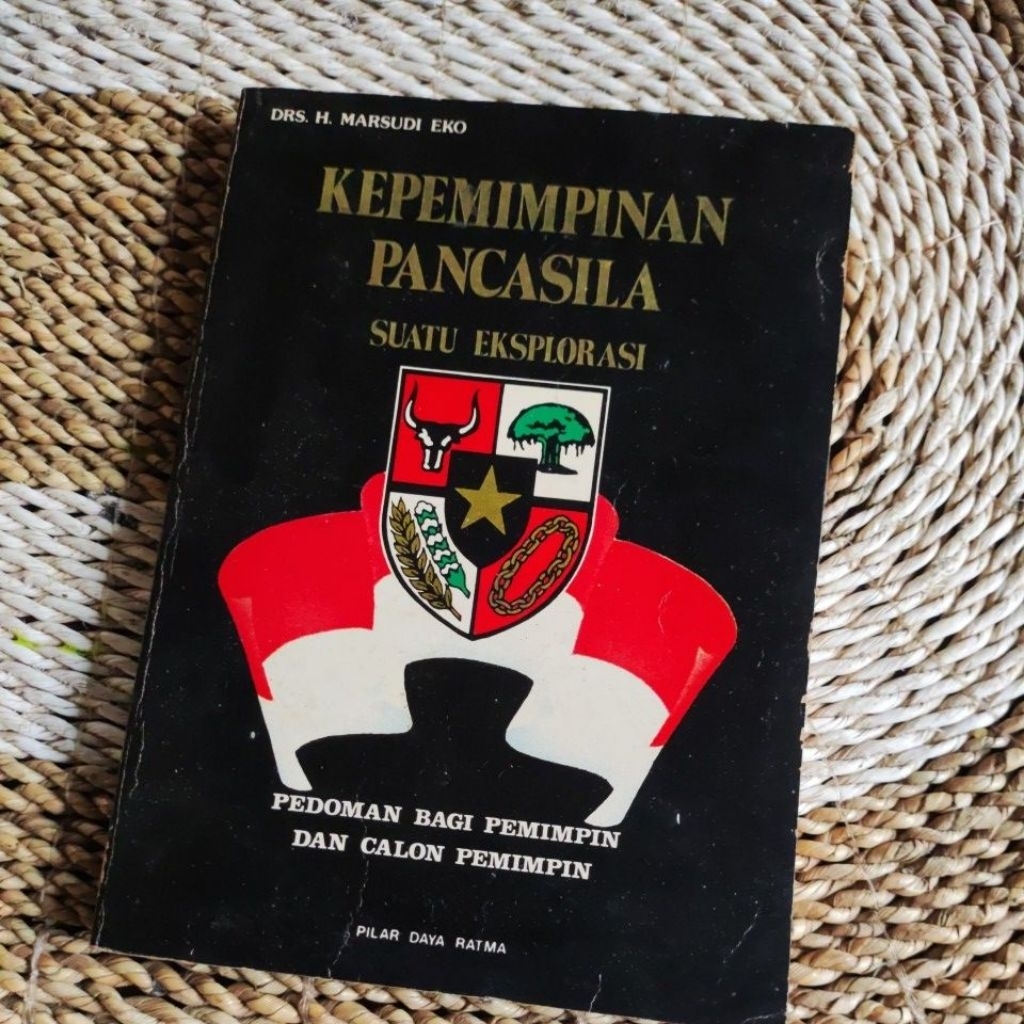 DRS. H. MARSUDI EKO
KEPEMIMPINAN
PANCASILA
SUATU EKSPLORASI
PEDOMAN BAGI PEMIMPIN
DAN CALON PEMIMPIN
PILAR DAYA RATMA